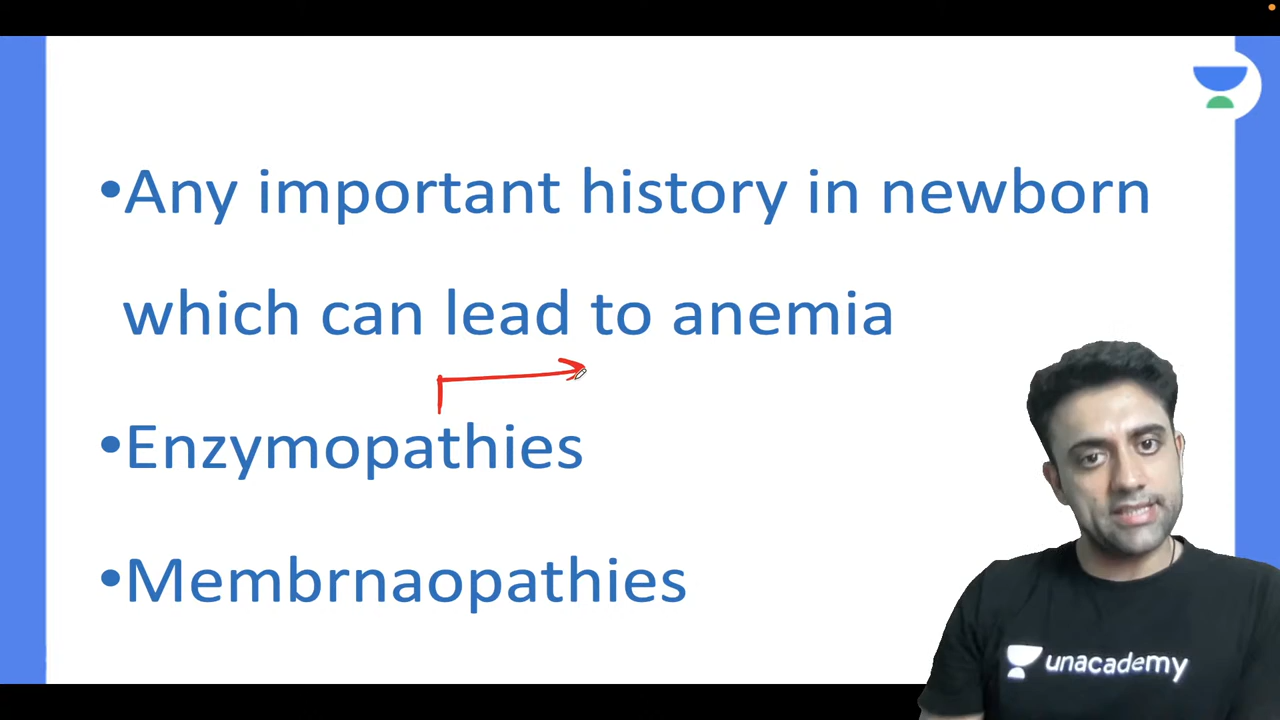 •Any important history in newborn
which can lead to anemia
•Enzymopathies
•Membrnaopathies
unacademy